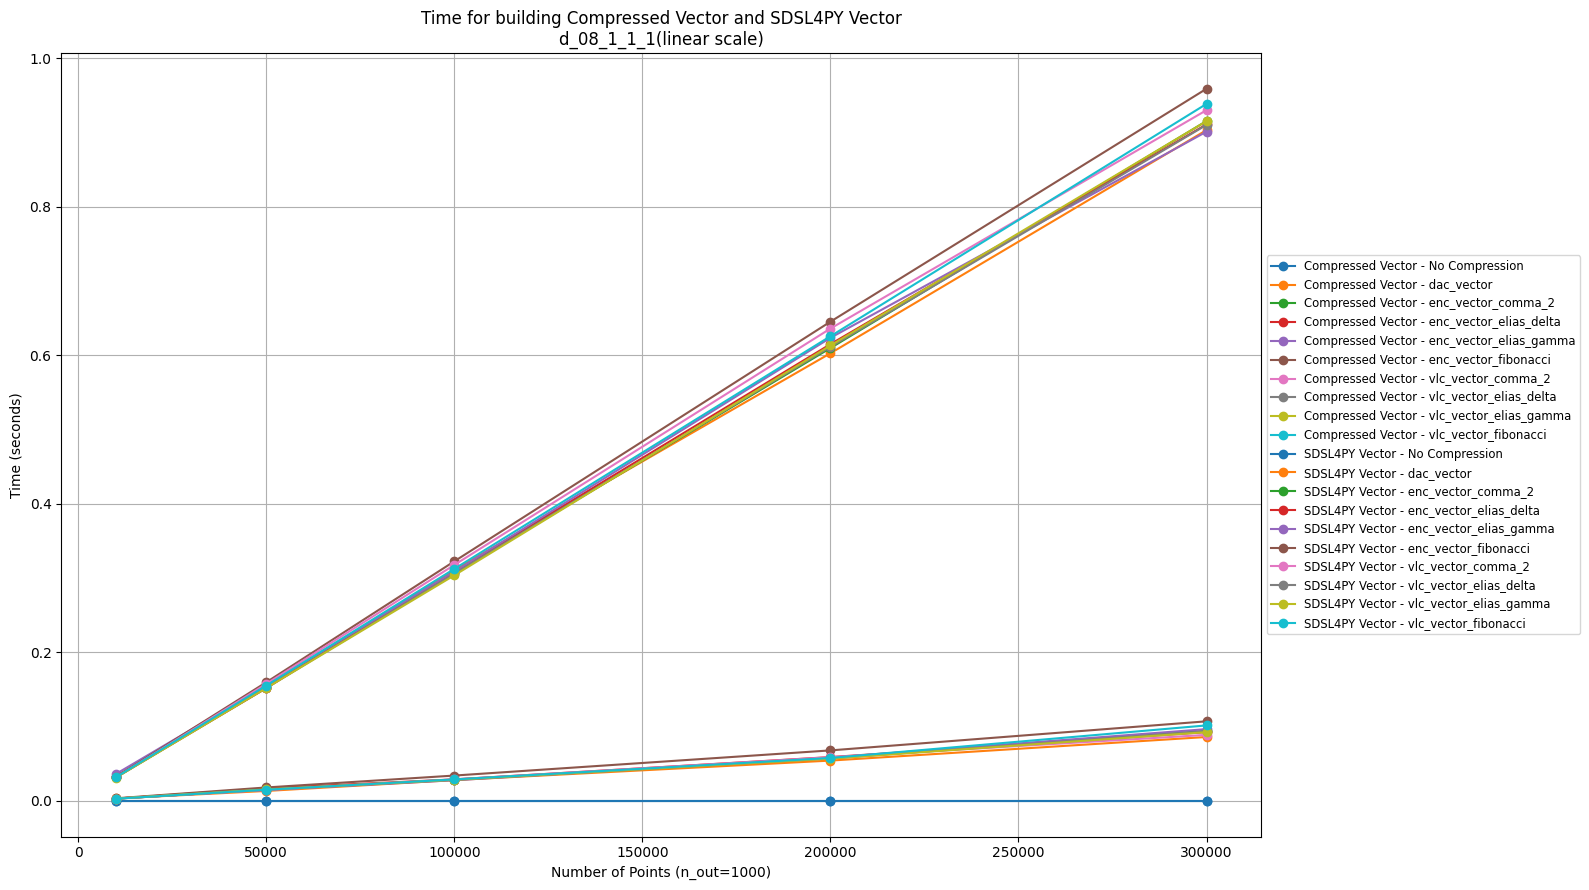 Time for building Compressed Vector and SDSL4PY Vector
d_08_1_1_1(linear scale)
Time (seconds)
1.0
0.8
0.6
0.4
0.2
0.0
0
50000
100000
150000
200000
250000
300000
Number of Points (n_out=1000)
Compressed Vector - No Compression
Compressed Vector - dac_vector
Compressed Vector - enc_vector_comma_2
Compressed Vector - enc_vector_elias_delta
Compressed Vector - enc_vector_elias_gamma
Compressed Vector - enc_vector_fibonacci
Compressed Vector - vlc_vector_comma_2
Compressed Vector - vlc_vector_elias_delta
Compressed Vector - vlc_vector_elias_gamma
Compressed Vector - vlc_vector_fibonacci
SDSL4PY Vector - No Compression
SDSL4PY Vector - dac_vector
SDSL4PY Vector - enc_vector_comma_2
SDSL4PY Vector - enc_vector_elias_delta
SDSL4PY Vector - enc_vector_elias_gamma
SDSL4PY Vector - enc_vector_fibonacci
SDSL4PY Vector - vlc_vector_comma_2
SDSL4PY Vector - vlc_vector_elias_delta
SDSL4PY Vector - vlc_vector_elias_gamma
SDSL4PY Vector - vlc_vector_fibonacci